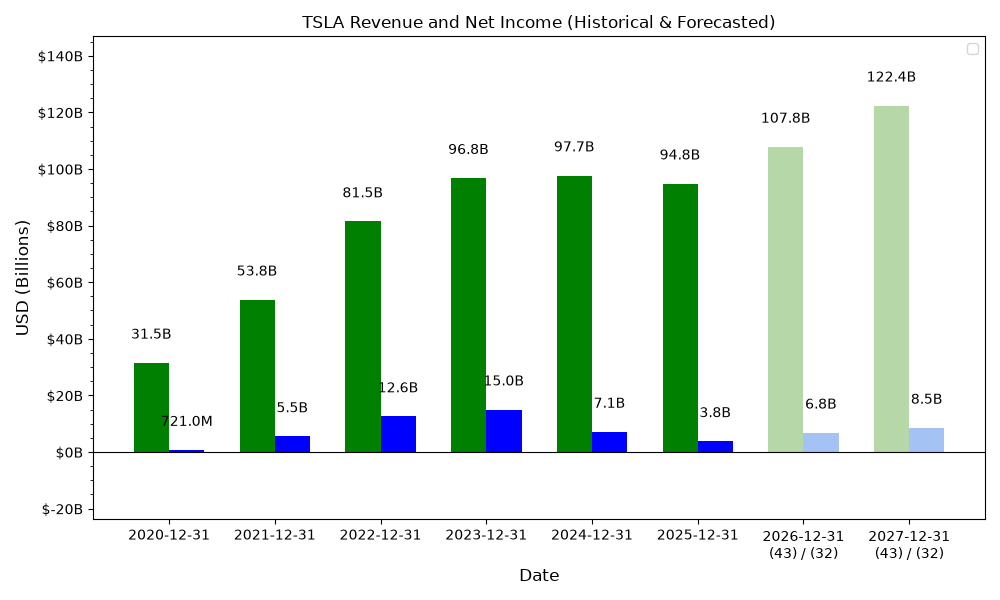 TSLA Revenue and Net Income (Historical & Forecasted)
$140B
$120B
$100B
$80B
$60B
$40B
$20B
$0B
$-20B
USD (Billions)
31.5B
721.0M
53.8B
5.5B
81.5B
12.6B
96.8B
15.0B
97.7B
7.1B
94.8B
3.8B
107.8B
6.8B
122.4B
8.5B
2020-12-31
2021-12-31
2022-12-31
2023-12-31
2024-12-31
2025-12-31
2026-12-31
(43) / (32)
2027-12-31
(43) / (32)
Date